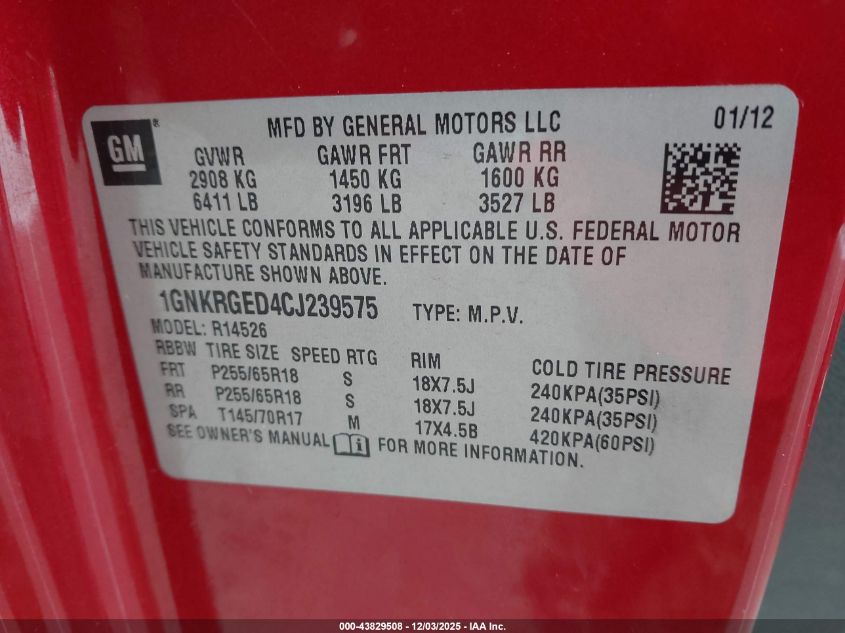 GM ® MFD BY GENERAL MOTORS LLC 01/12
GVWR GAWR FRT GAWR RR
2908 KG 1450 KG 1600 KG
6411 LB 3196 LB 3527 LB
THIS VEHICLE CONFORMS TO ALL APPLICABLE U.S. FEDERAL MOTOR
VEHICLE SAFETY STANDARDS IN EFFECT ON THE DATE OF
MANUFACTURE SHOWN ABOVE.
1GNKRGED4CJ239575 TYPE: M.P.V.
MODEL: R14526
RBBW TIRE SIZE SPEED RTG RIM COLD TIRE PRESSURE
FRT P255/65R18 S 18X7.5J 240KPA(35PSI)
RR P255/65R18 S 18X7.5J 240KPA(35PSI)
SPA T145/70R17 M 17X4.5B 420KPA(60PSI)
SEE OWNER'S MANUAL FOR MORE INFORMATION.
000-43829508 - 12/03/2025 - IAA Inc.